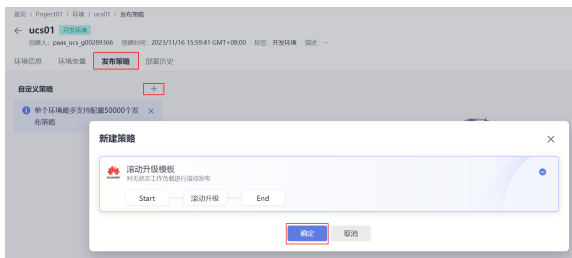 首页 / Project01 / 环境 / ucs01 / 发布策略
← ucs01 开发环境
创建人：paas_ucs_g00289366 | 创建时间：2023/11/16 15:59:41 GMT+08:00 | 标签：开发环境 描述：--
环境信息 环境变量 发布策略 部署历史
自定义策略 +
单个环境最多支持配置50000个发布策略 ×
新建策略 ×
滚动升级模板
对无状态工作负载进行滚动发布
Start 滚动升级 End
确定 取消